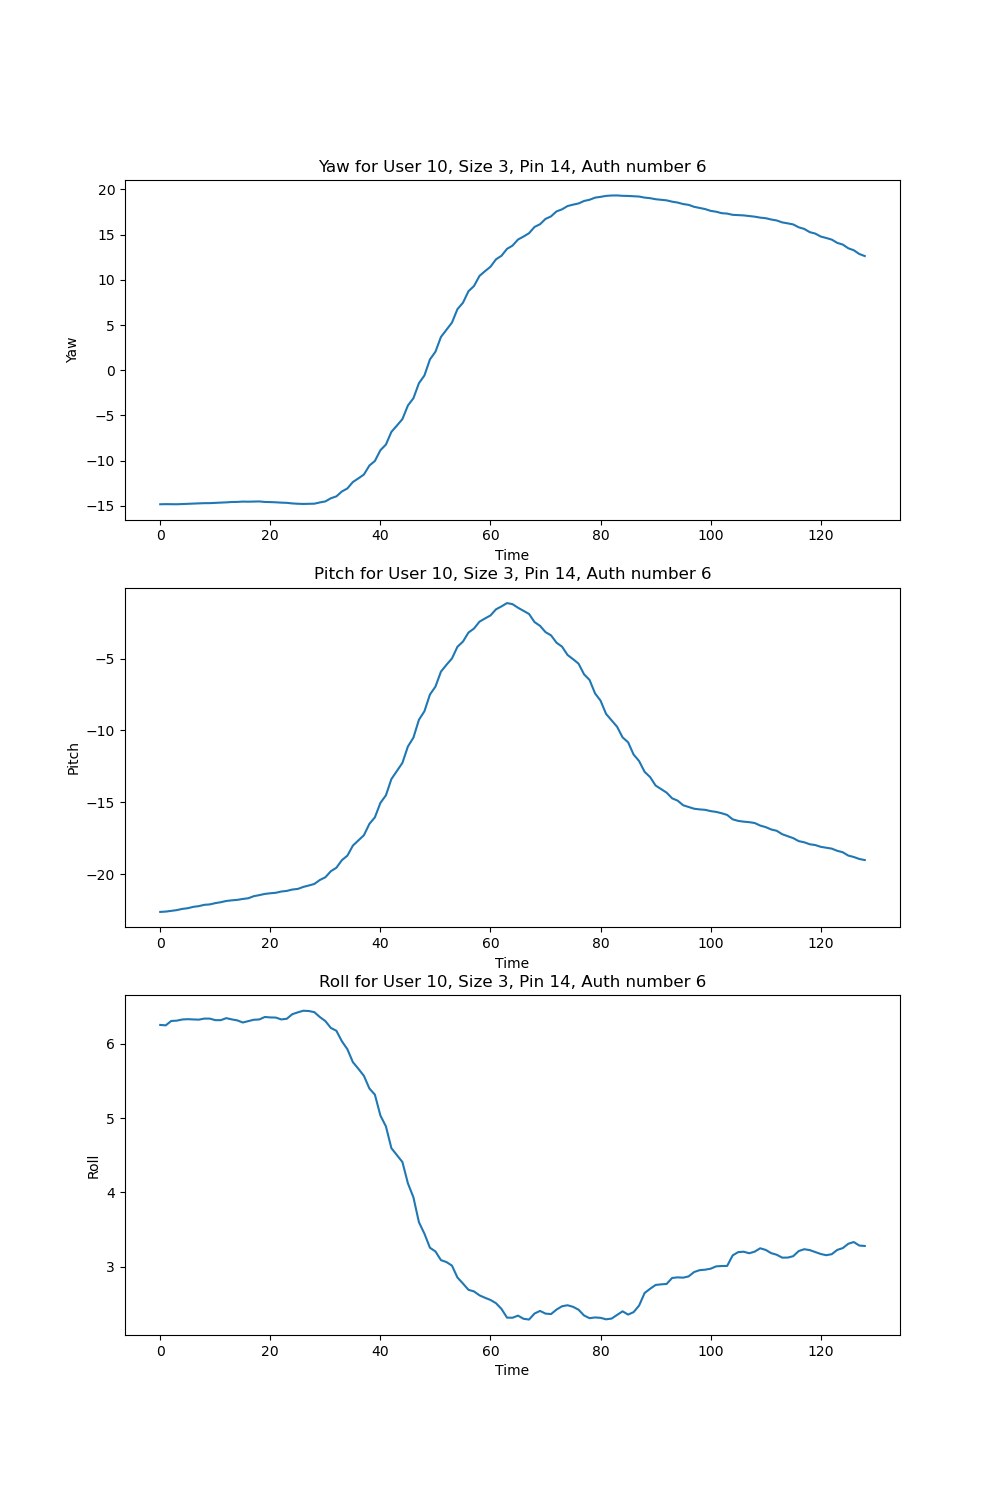 Yaw for User 10, Size 3, Pin 14, Auth number 6
20
15
10
5
0
−5
−10
−15
Yaw
0 20 40 60 80 100 120
Time
Pitch for User 10, Size 3, Pin 14, Auth number 6
−5
−10
−15
−20
Pitch
0 20 40 60 80 100 120
Time
Roll for User 10, Size 3, Pin 14, Auth number 6
6
5
4
3
Roll
0 20 40 60 80 100 120
Time